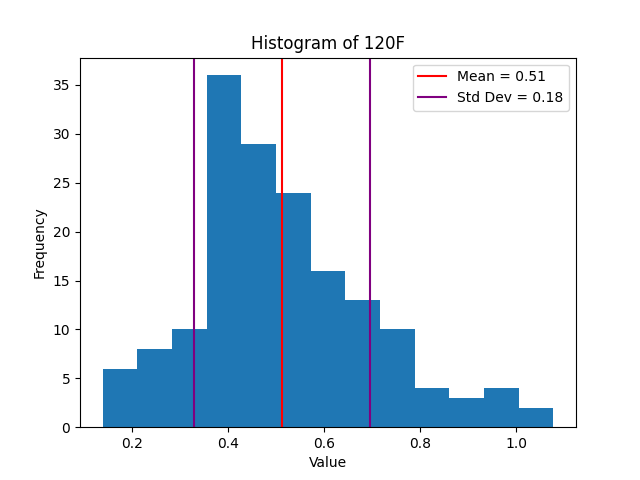 Histogram of 120F
Mean = 0.51
Std Dev = 0.18
Frequency
35
30
25
20
15
10
5
0
0.2 0.4 0.6 0.8 1.0
Value